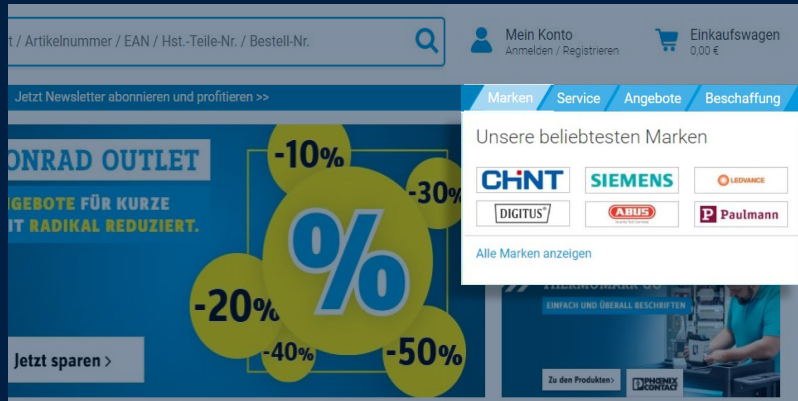 / Artikelnummer / EAN / Hst.-Teile-Nr. / Bestell-Nr.
Mein Konto
Anmelden / Registrieren
Einkaufswagen
0,00 €
Jetzt Newsletter abonnieren und profitieren >>
Marken
Service
Angebote
Beschaffung
Unsere beliebtesten Marken
CHiNT
SIEMENS
LEDVANCE
DIGITUS®
ABUS
P Paulmann
Alle Marken anzeigen
ONRAD OUTLET
GEBOTE FÜR KURZE
IT RADIKAL REDUZIERT.
-10%
-30%
%
-20%
-40%
-50%
Jetzt sparen >
EINFACH UND ÜBERALL BESCHRIFTEN
Zu den Produkten>
PHOENIX
CONTACT